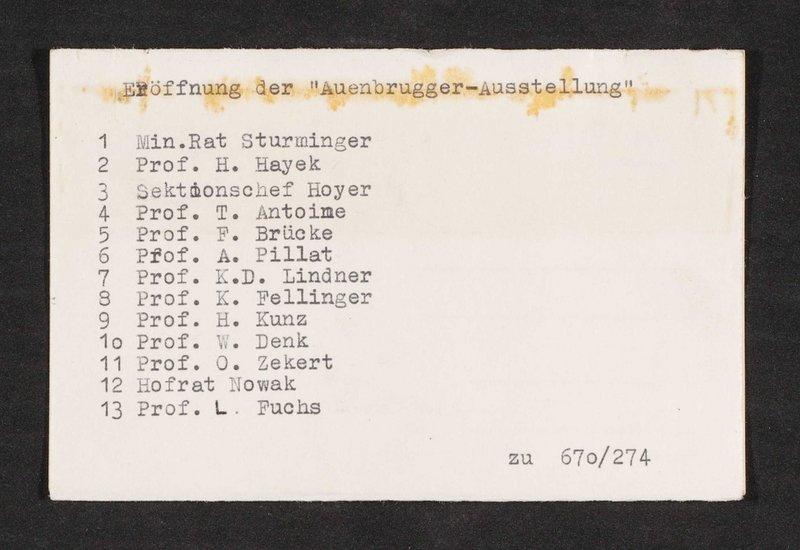 Eröffnung der "Auenbrugger-Ausstellung"
1 Min.Rat Sturminger
2 Prof. H. Hayek
3 Sektionschef Hoyer
4 Prof. T. Antoine
5 Prof. F. Brücke
6 Prof. A. Pillat
7 Prof. K.D. Lindner
8 Prof. K. Fellinger
9 Prof. H. Kunz
1o Prof. W. Denk
11 Prof. O. Zekert
12 Hofrat Nowak
13 Prof. L. Fuchs
zu 67o/274